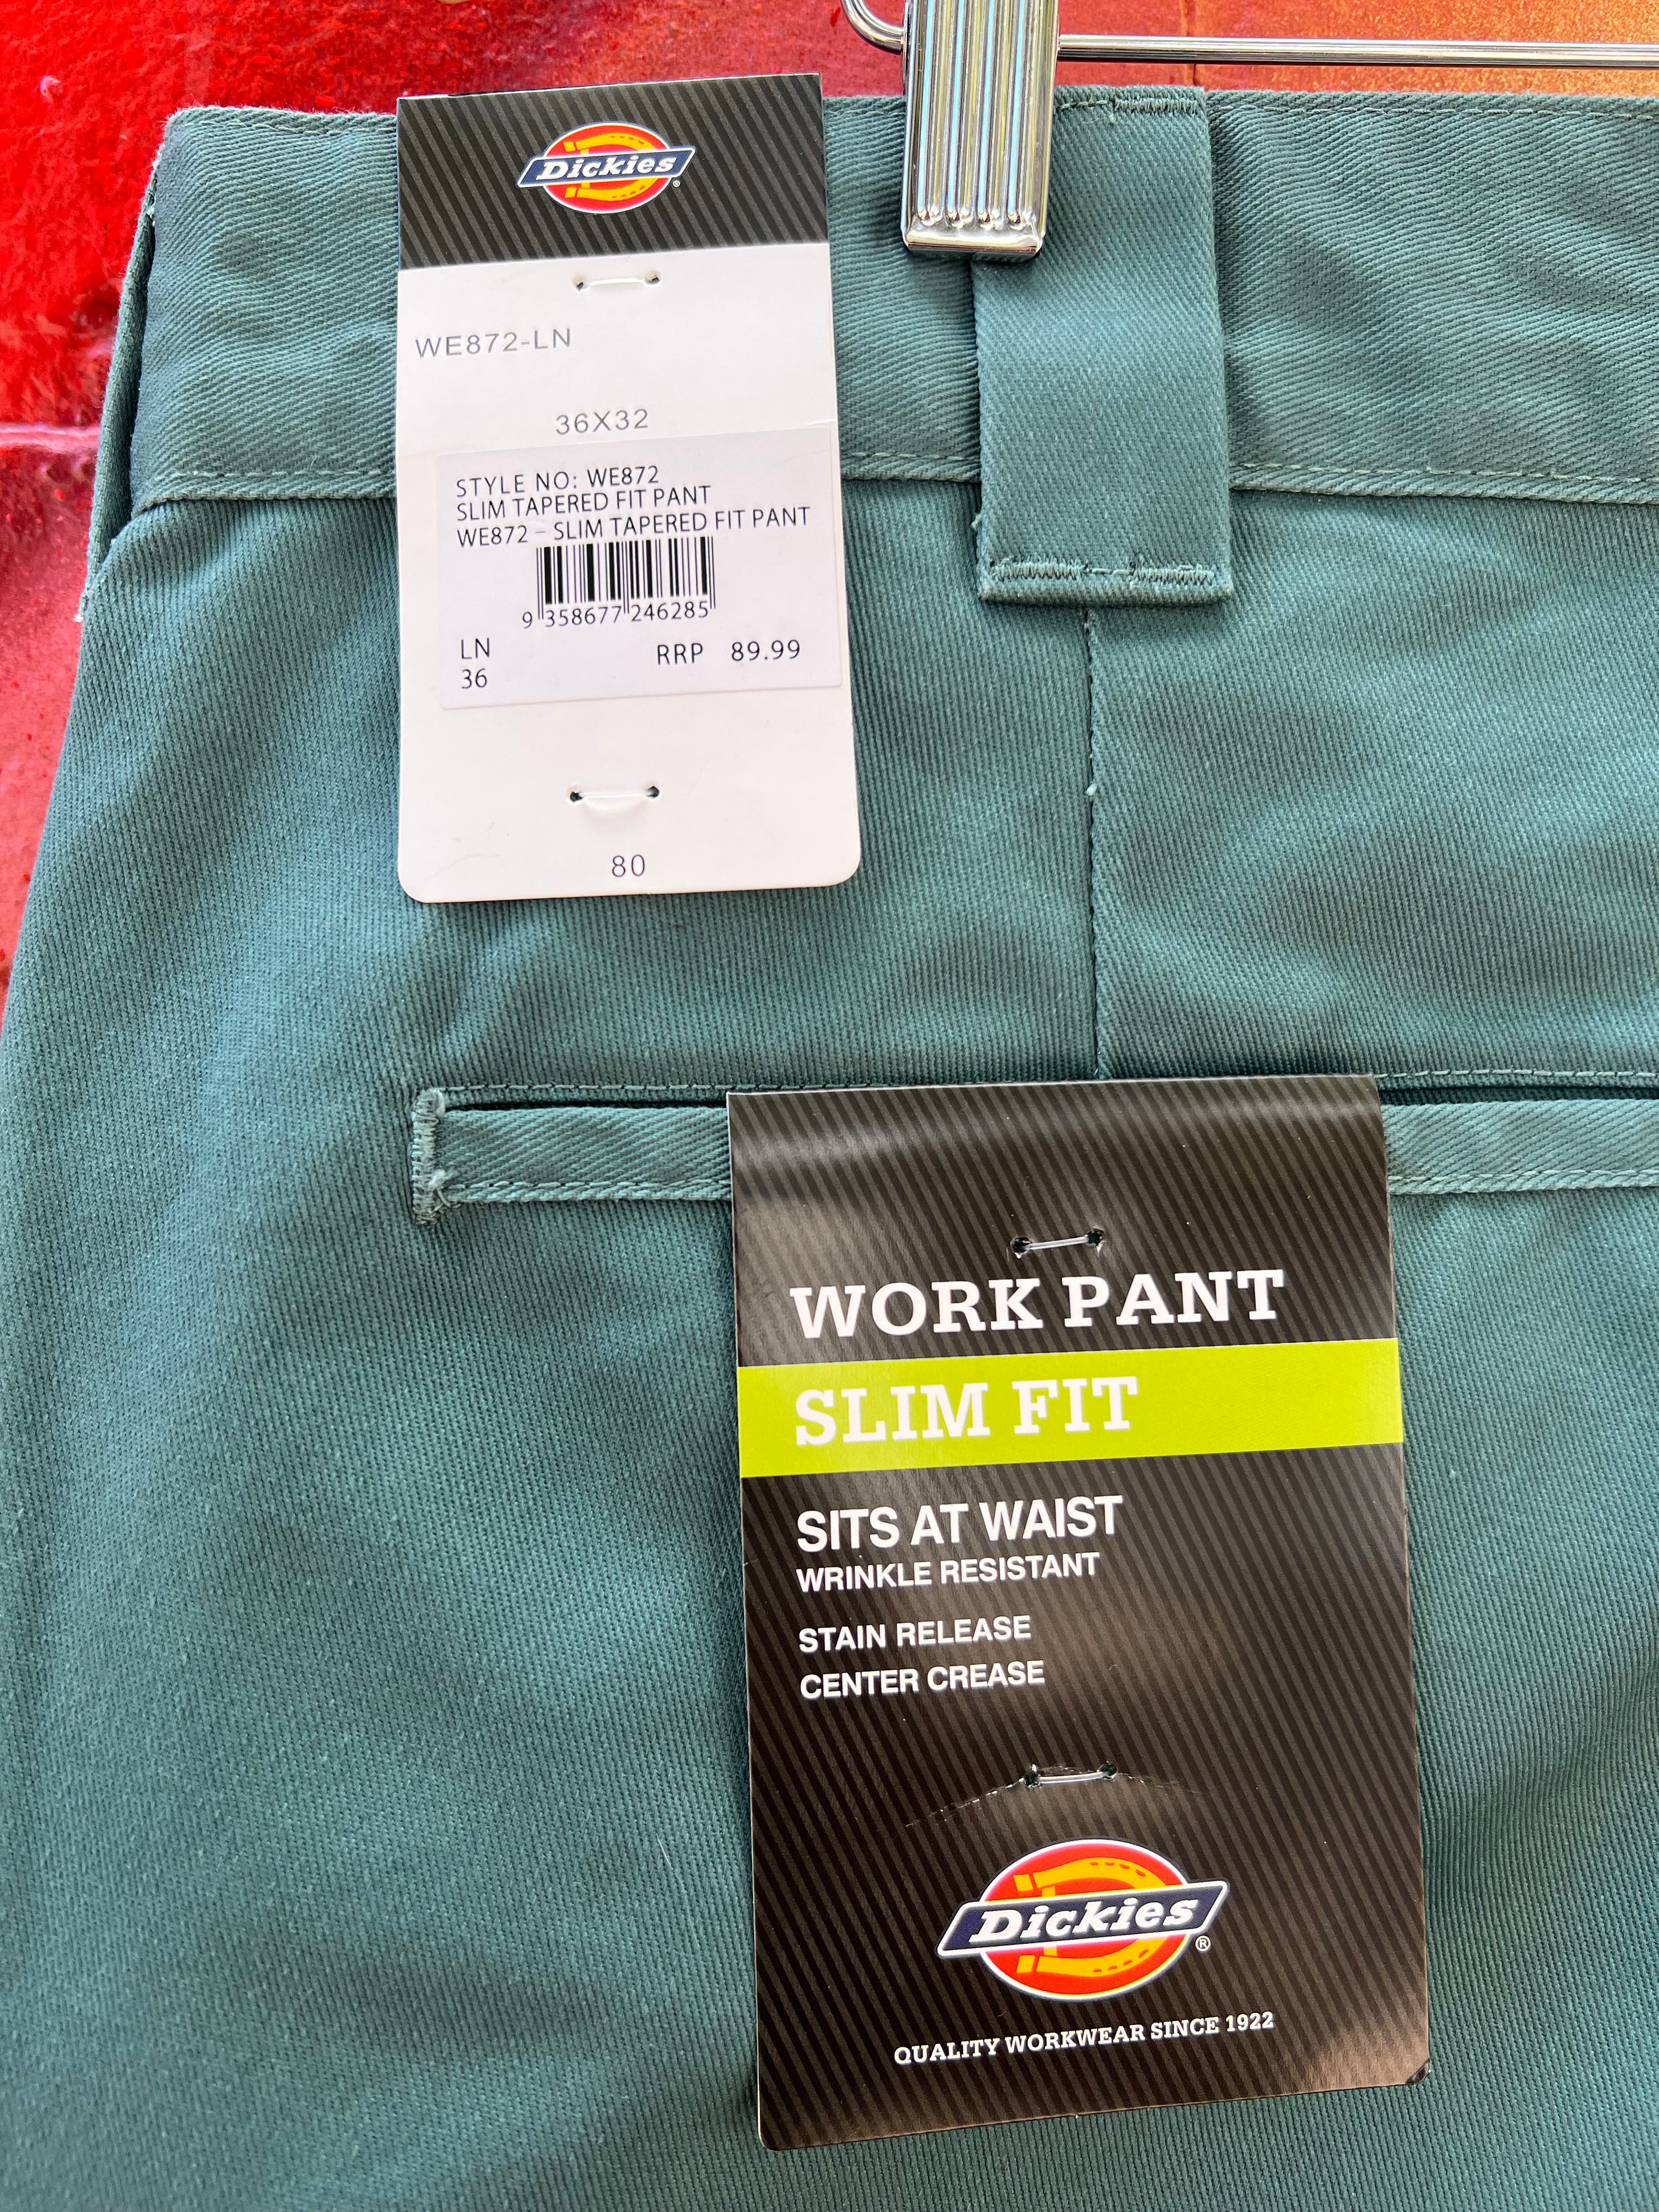 Dickies®
WE872-LN
36X32
STYLE NO: WE872
SLIM TAPERED FIT PANT
WE872 – SLIM TAPERED FIT PANT
9 358677 246285
LN
RRP 89.99
36
80
WORK PANT
SLIM FIT
SITS AT WAIST
WRINKLE RESISTANT
STAIN RELEASE
CENTER CREASE
Dickies®
QUALITY WORKWEAR SINCE 1922